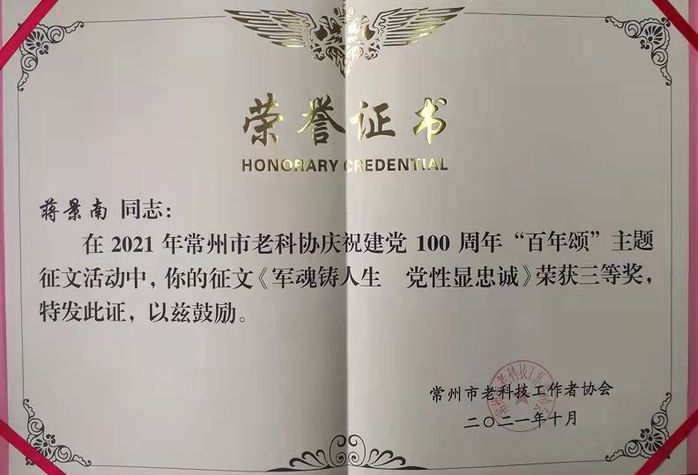 荣誉证书
HONORARY CREDENTIAL
蒋景南 同志：
在 2021 年常州市老科协庆祝建党 100 周年“百年颂”主题
征文活动中，你的征文《军魂铸人生　党性显忠诚》荣获三等奖，
特发此证，以兹鼓励。
常州市老科技工作者协会
二〇二一年十月